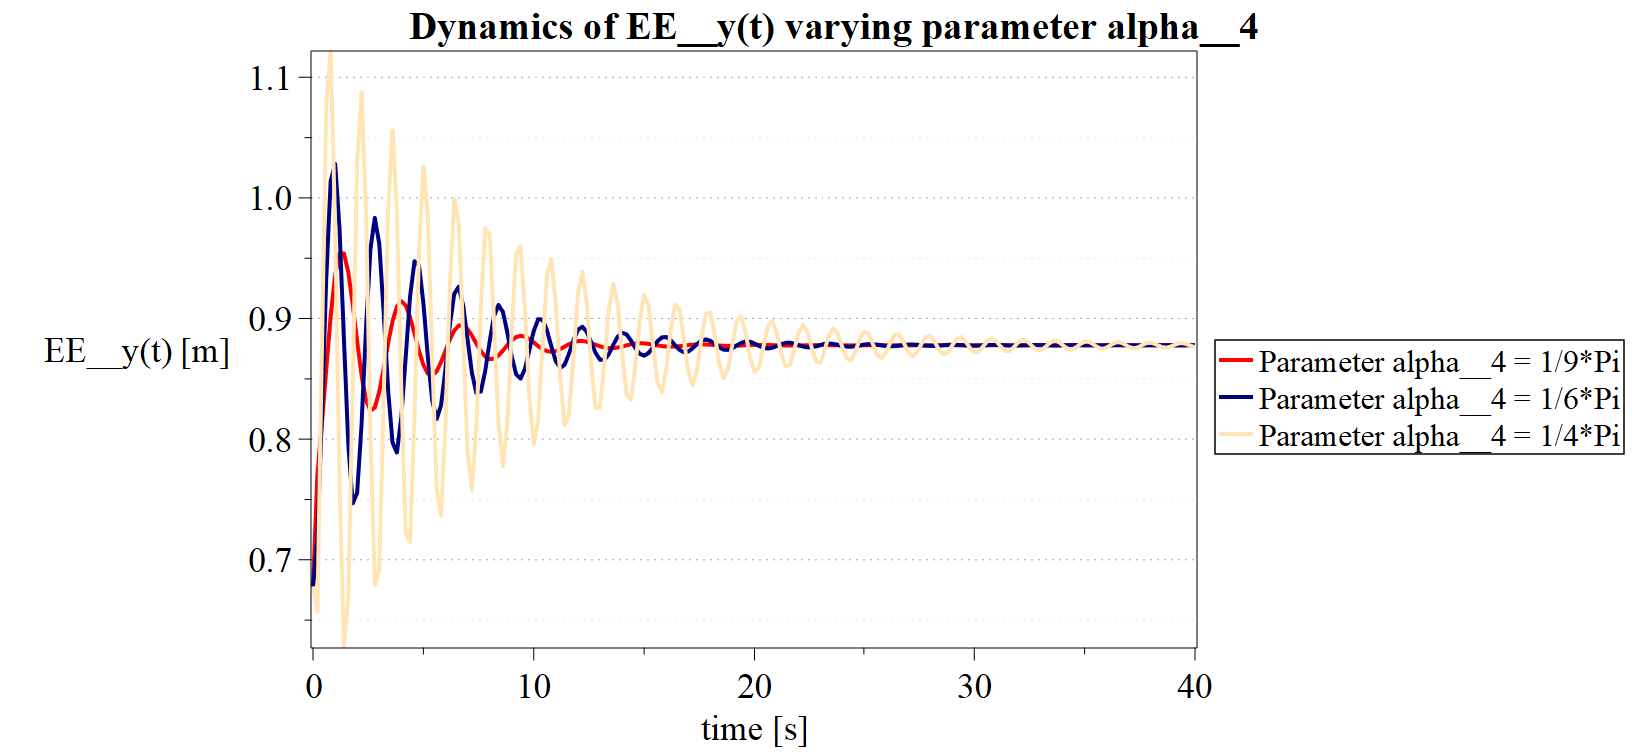 Dynamics of EE__y(t) varying parameter alpha__4
1.1
1.0
0.9
0.8
0.7
EE__y(t) [m]
0 10 20 30 40
time [s]
Parameter alpha__4 = 1/9*Pi
Parameter alpha__4 = 1/6*Pi
Parameter alpha__4 = 1/4*Pi